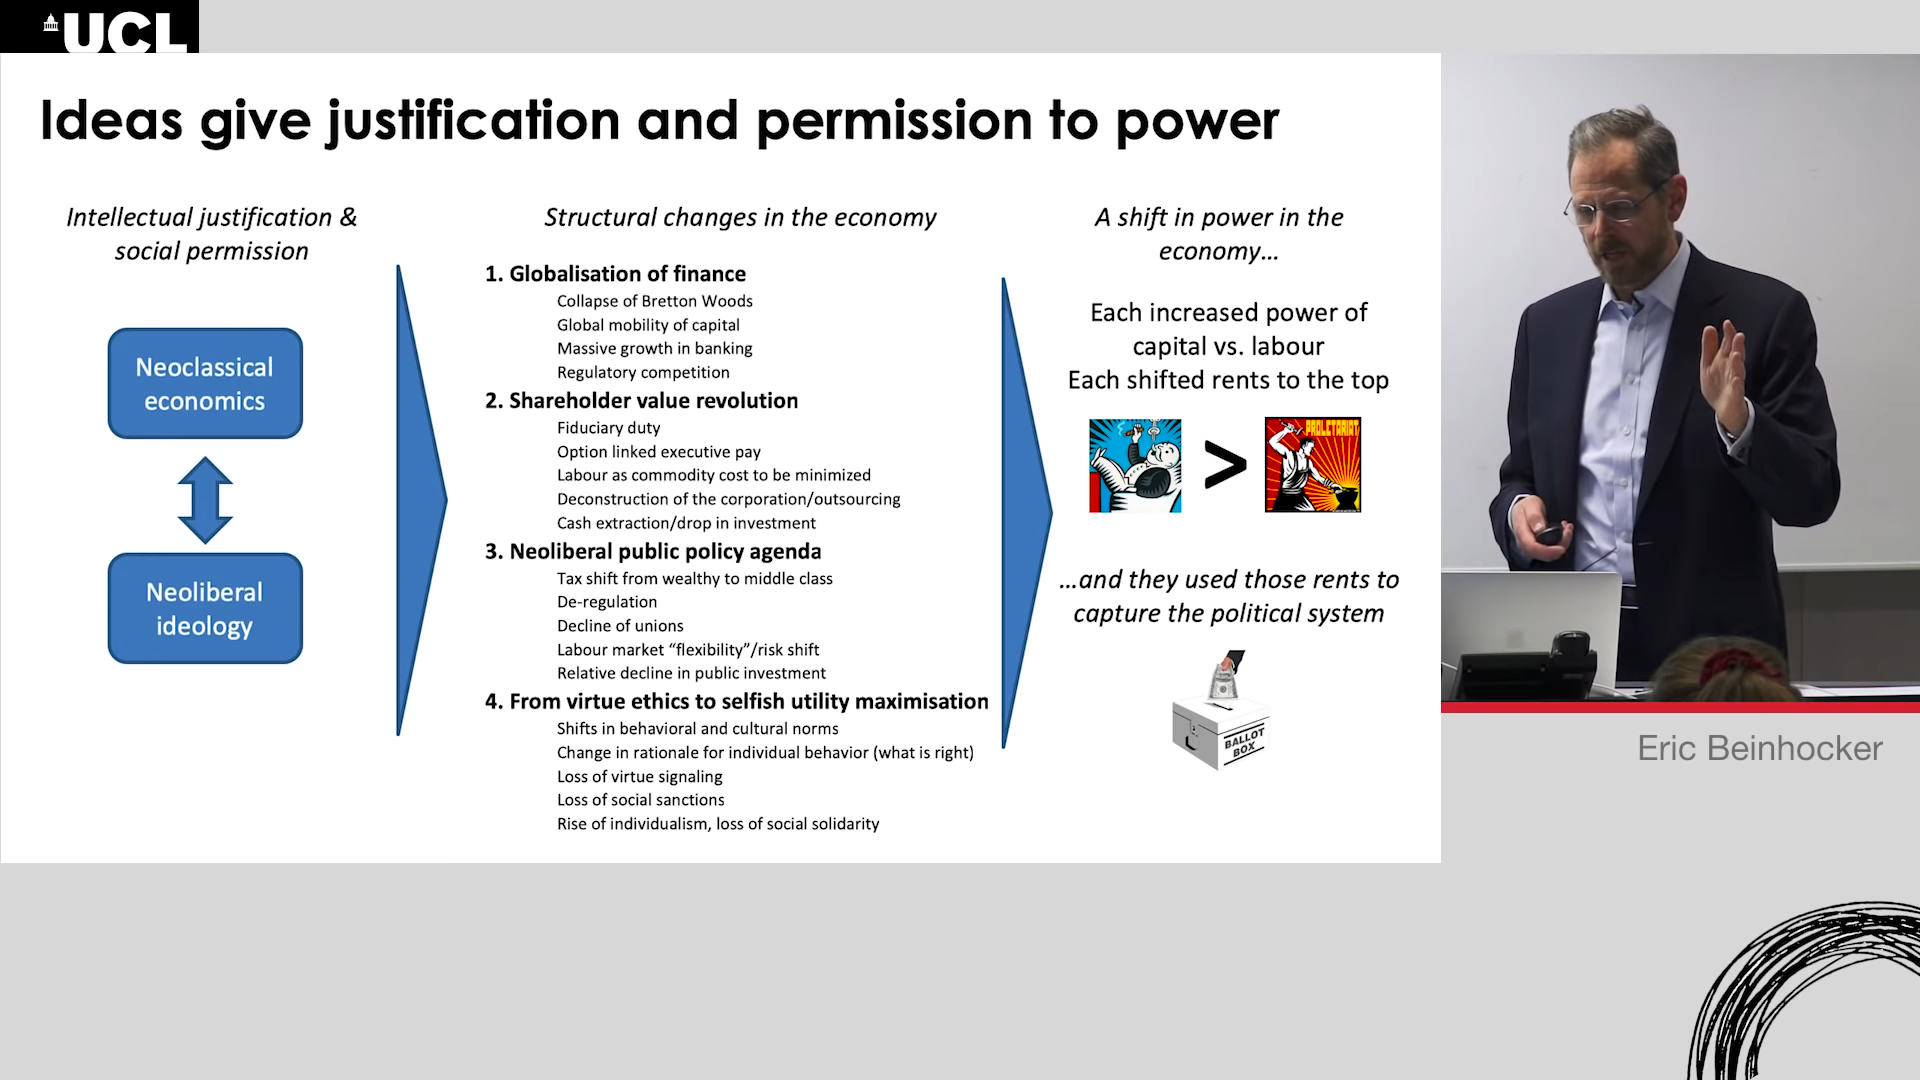 UCL
Ideas give justification and permission to power
Intellectual justification &
social permission
Neoclassical
economics
Neoliberal
ideology
Structural changes in the economy
1. Globalisation of finance
Collapse of Bretton Woods
Global mobility of capital
Massive growth in banking
Regulatory competition
2. Shareholder value revolution
Fiduciary duty
Option linked executive pay
Labour as commodity cost to be minimized
Deconstruction of the corporation/outsourcing
Cash extraction/drop in investment
3. Neoliberal public policy agenda
Tax shift from wealthy to middle class
De-regulation
Decline of unions
Labour market “flexibility”/risk shift
Relative decline in public investment
4. From virtue ethics to selfish utility maximisation
Shifts in behavioral and cultural norms
Change in rationale for individual behavior (what is right)
Loss of virtue signaling
Loss of social sanctions
Rise of individualism, loss of social solidarity
A shift in power in the
economy…
Each increased power of
capital vs. labour
Each shifted rents to the top
>
PROLETARIAT
…and they used those rents to
capture the political system
BALLOT
BOX
Eric Beinhocker